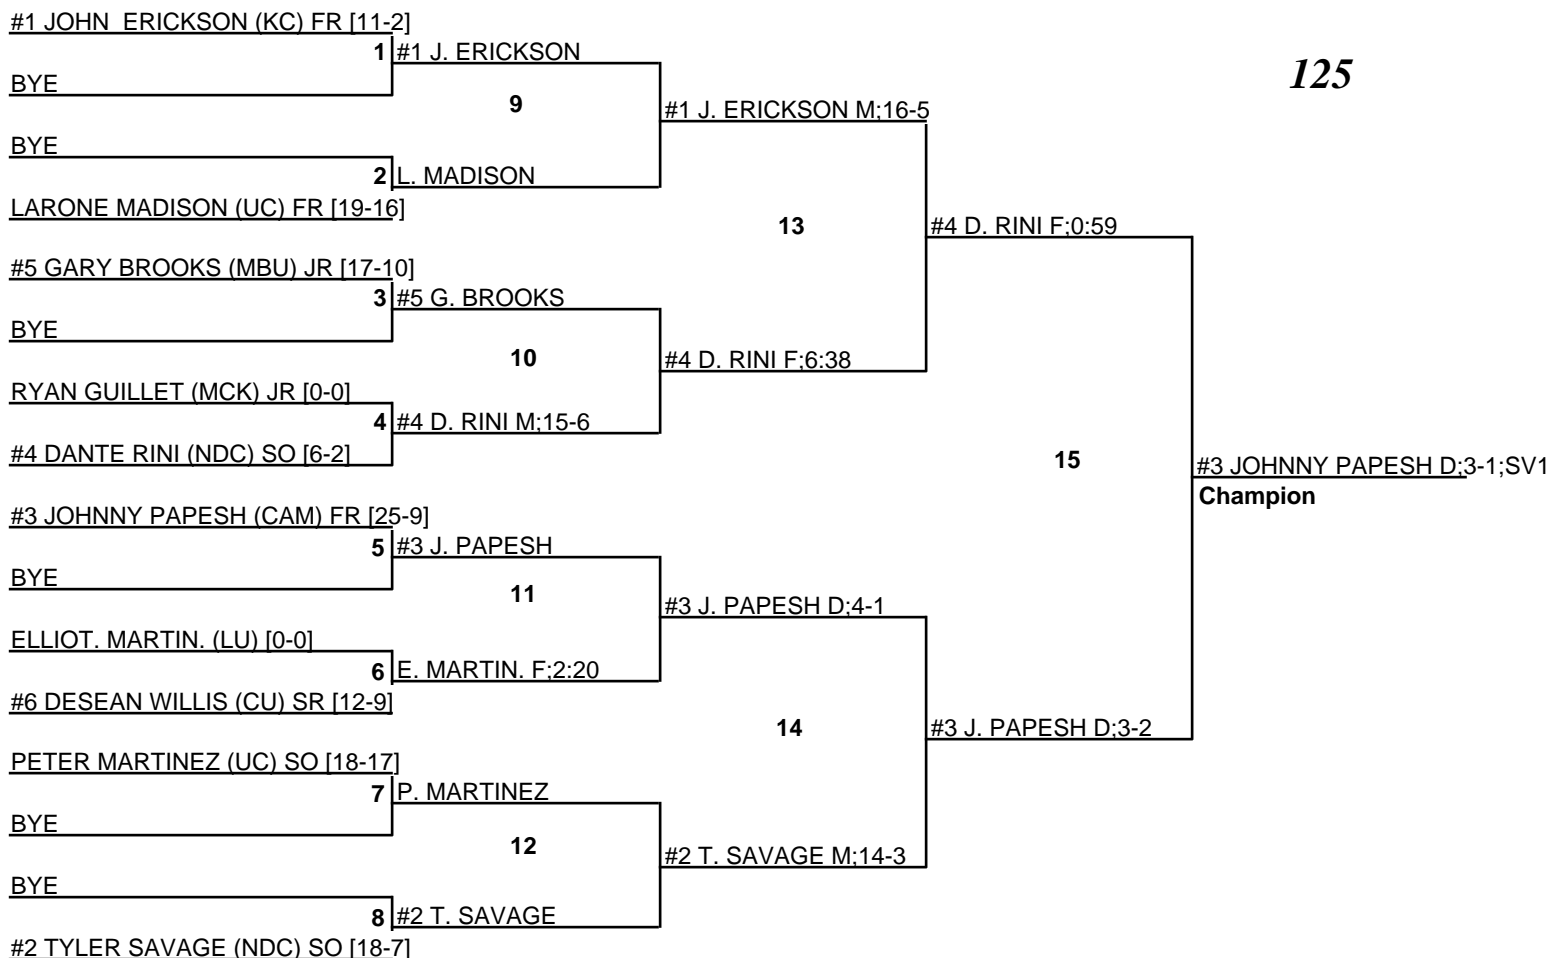 #1 JOHN  ERICKSON (KC) FR [11-2]
1 #1 J. ERICKSON
125
BYE
9
#1 J. ERICKSON M;16-5
BYE
2 L. MADISON
LARONE MADISON (UC) FR [19-16]
13
#4 D. RINI F;0:59
#5 GARY BROOKS (MBU) JR [17-10]
3 #5 G. BROOKS
BYE
10
#4 D. RINI F;6:38
RYAN GUILLET (MCK) JR [0-0]
4 #4 D. RINI M;15-6
#4 DANTE RINI (NDC) SO [6-2]
15
#3 JOHNNY PAPESH D;3-1;SV1
Champion
#3 JOHNNY PAPESH (CAM) FR [25-9]
5 #3 J. PAPESH
BYE
11
#3 J. PAPESH D;4-1
ELLIOT. MARTIN. (LU) [0-0]
6 E. MARTIN. F;2:20
#6 DESEAN WILLIS (CU) SR [12-9]
14
#3 J. PAPESH D;3-2
PETER MARTINEZ (UC) SO [18-17]
7 P. MARTINEZ
BYE
12
#2 T. SAVAGE M;14-3
BYE
8 #2 T. SAVAGE
#2 TYLER SAVAGE (NDC) SO [18-7]